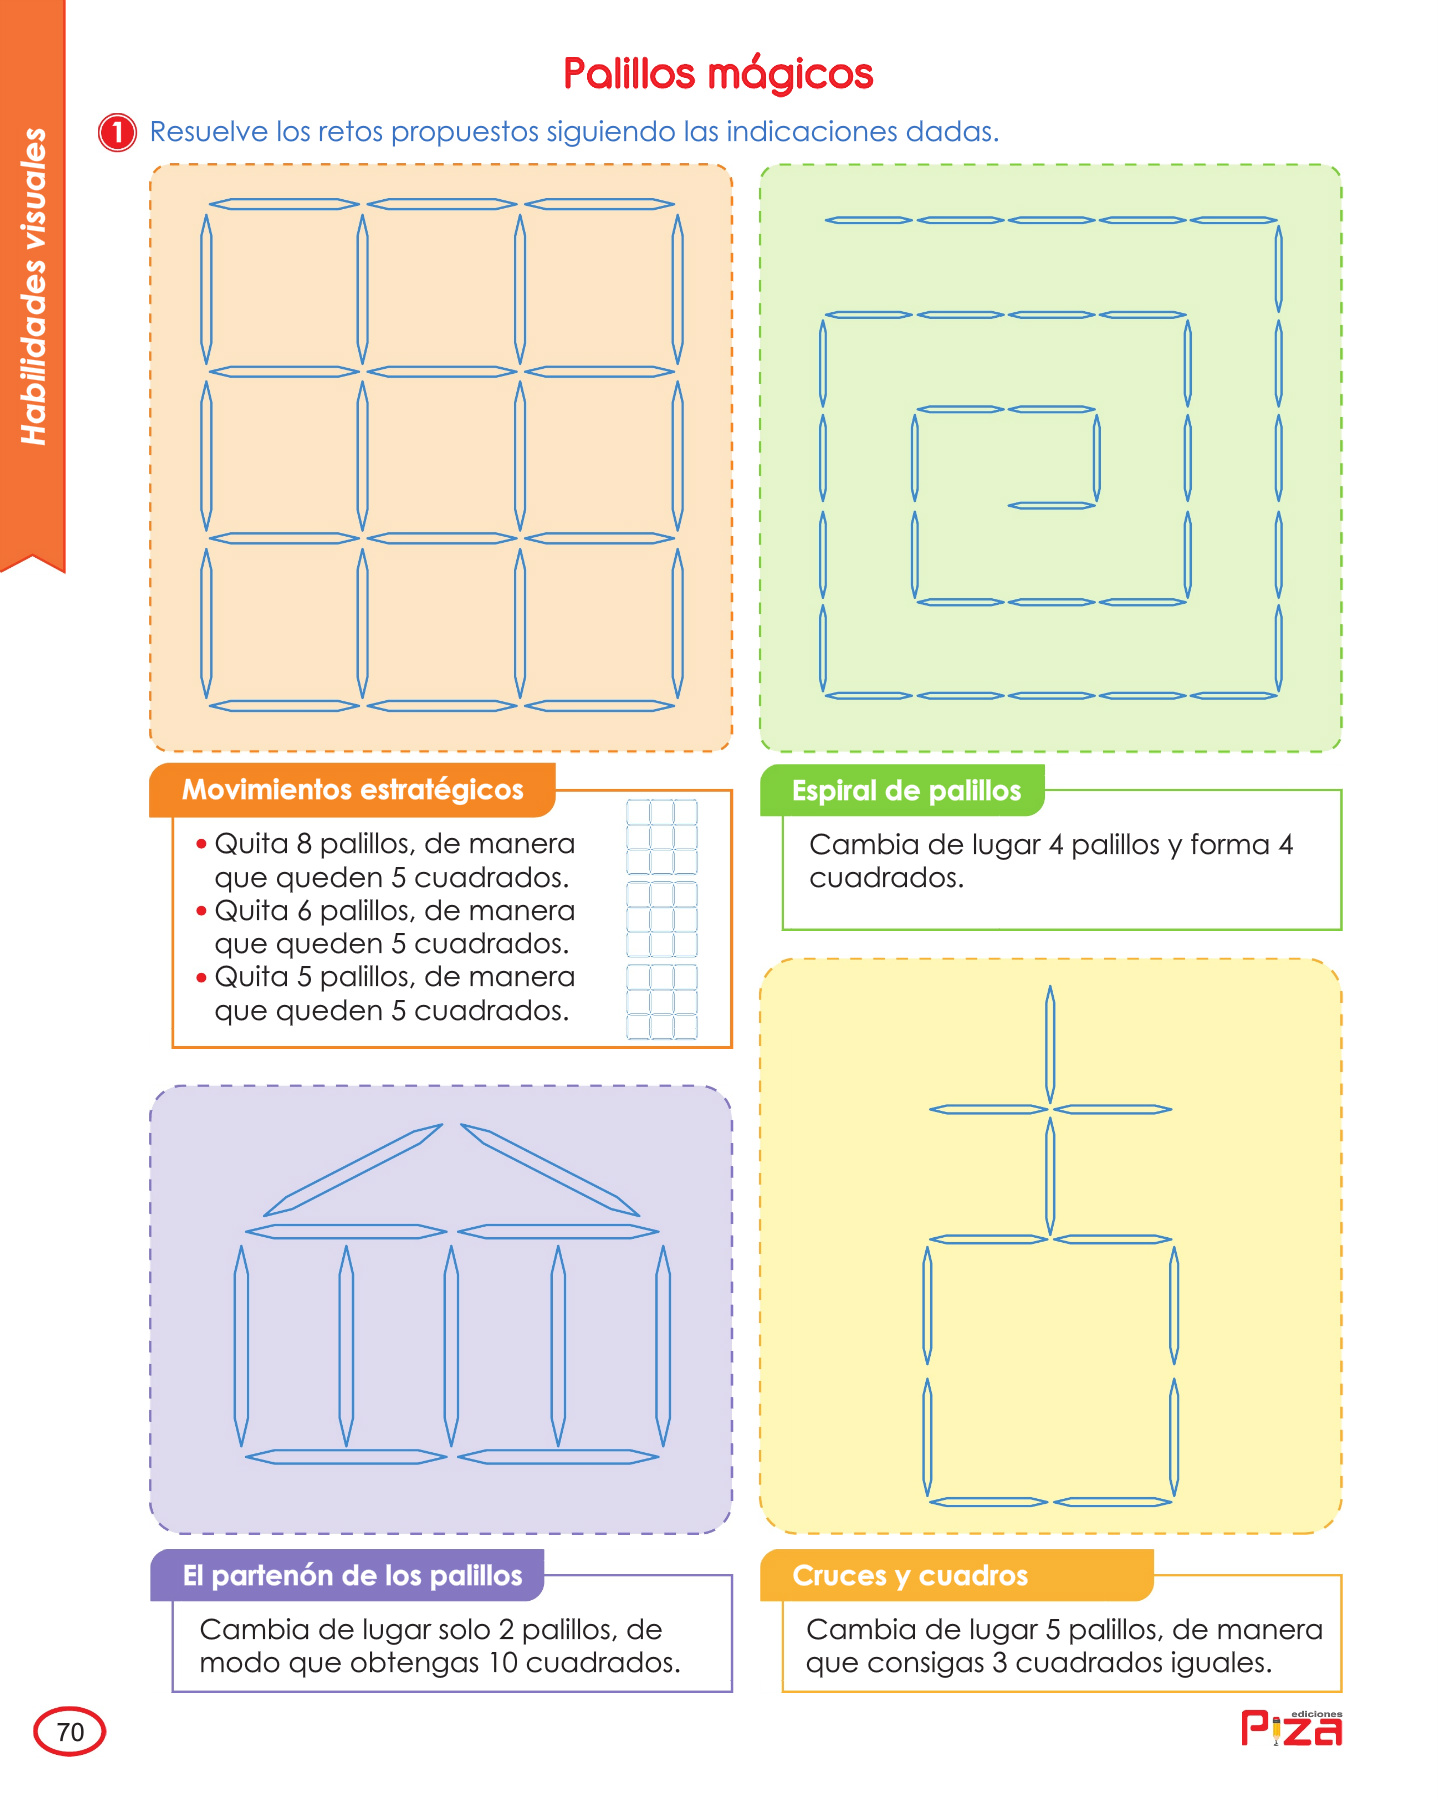 Palillos mágicos
1 Resuelve los retos propuestos siguiendo las indicaciones dadas.
Habilidades visuales
Movimientos estratégicos
• Quita 8 palillos, de manera
que queden 5 cuadrados.
• Quita 6 palillos, de manera
que queden 5 cuadrados.
• Quita 5 palillos, de manera
que queden 5 cuadrados.
Espiral de palillos
Cambia de lugar 4 palillos y forma 4
cuadrados.
El partenón de los palillos
Cambia de lugar solo 2 palillos, de
modo que obtengas 10 cuadrados.
Cruces y cuadros
Cambia de lugar 5 palillos, de manera
que consigas 3 cuadrados iguales.
70
ediciones
Piza